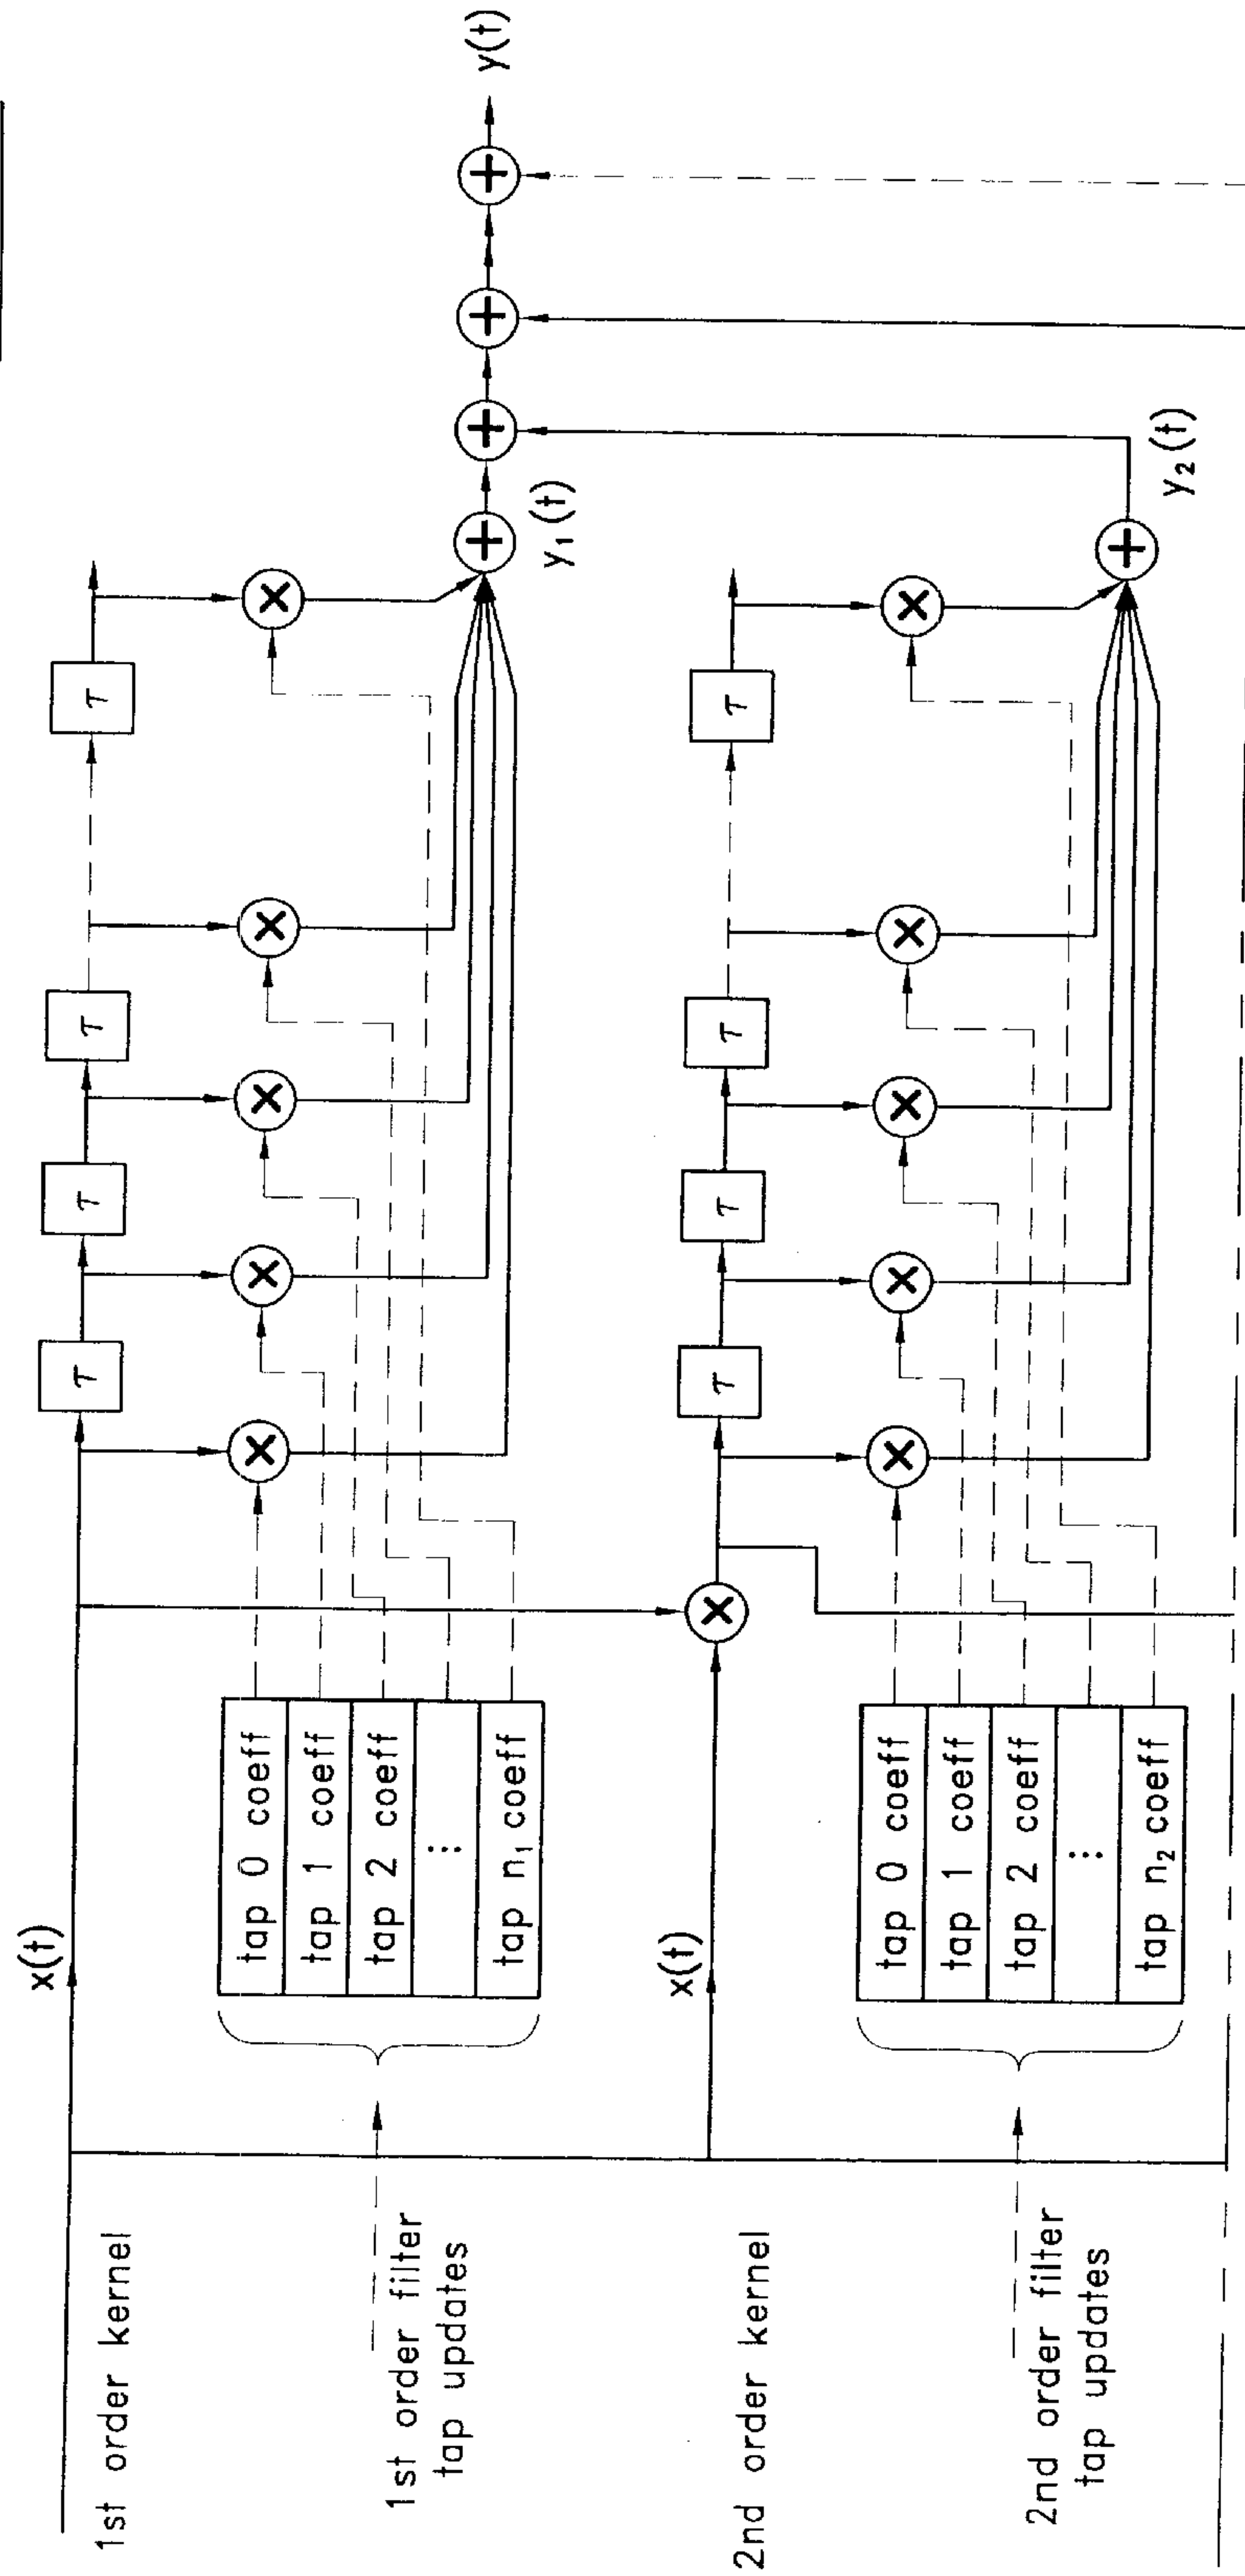 1st order kernel
x(t)
τ
τ
τ
τ
1st order filter
tap updates
tap 0 coeff
tap 1 coeff
tap 2 coeff
...
tap n₁ coeff
×
×
×
×
×
+
+
+
+
y₁(t)
y(t)
2nd order kernel
x(t)
×
τ
τ
τ
τ
2nd order filter
tap updates
tap 0 coeff
tap 1 coeff
tap 2 coeff
...
tap n₂ coeff
×
×
×
×
×
+
y₂(t)